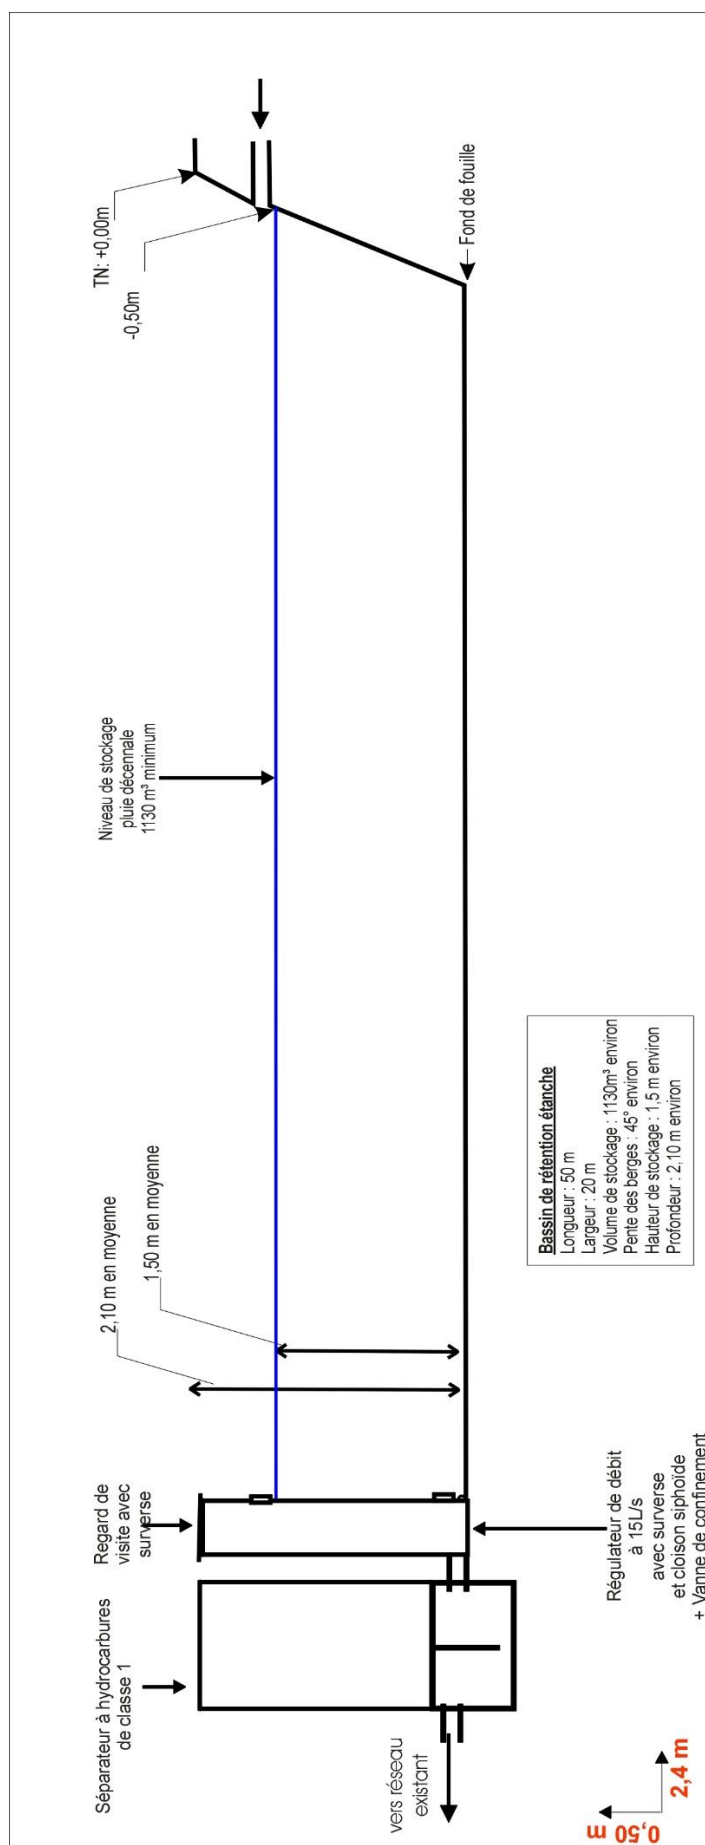 TN: +0,00m
-0,50m
Fond de fouille
Niveau de stockage
pluie décennale
1130 m³ minimum
2,10 m en moyenne
1,50 m en moyenne
Bassin de rétention étanche
Longueur : 50 m
Largeur : 20 m
Volume de stockage : 1130m³ environ
Pente des berges : 45° environ
Hauteur de stockage : 1,5 m environ
Profondeur : 2,10 m environ
Regard de
visite avec
surverse
Séparateur à hydrocarbures
de classe 1
Régulateur de débit
à 15L/s
avec surverse
et cloison siphoïde
+ Vanne de confinement
vers réseau
existant
0,50
m
2,4 m